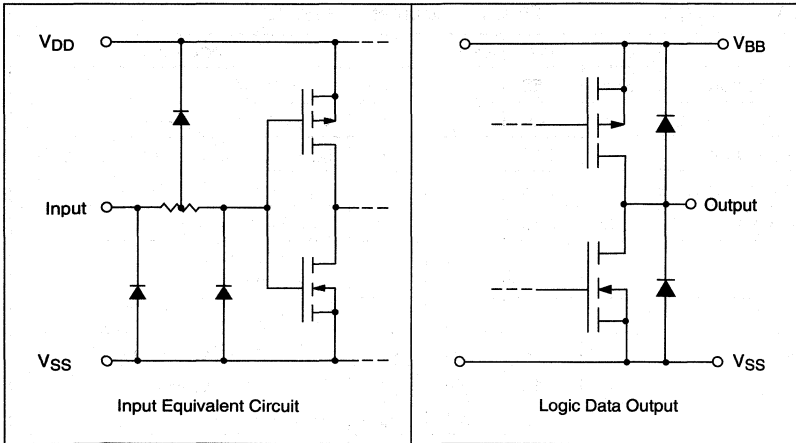 VDD
Input
VSS
Input Equivalent Circuit
VBB
Output
VSS
Logic Data Output